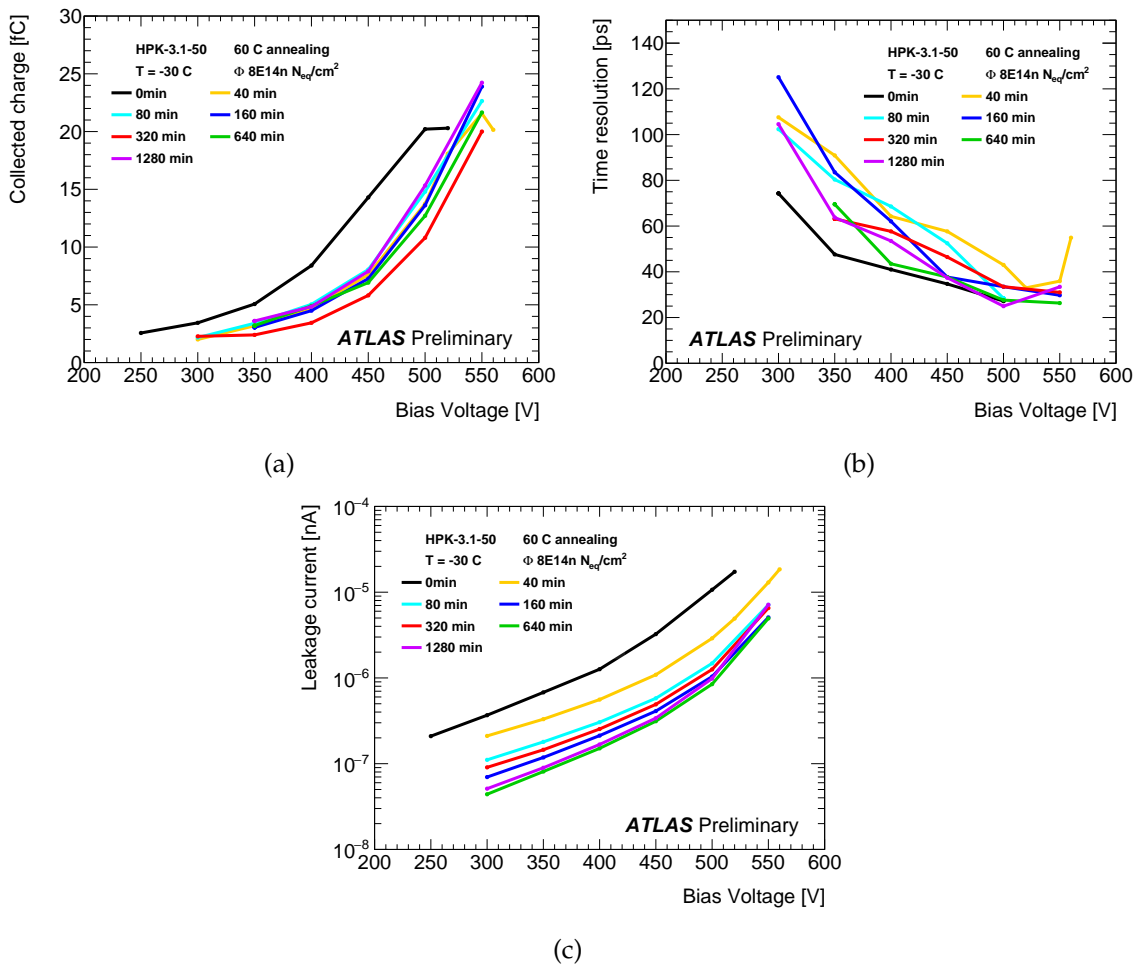 Collected charge [fC]
30
25
20
15
10
5
0
HPK-3.1-50 60 C annealing
T = -30 C Φ 8E14n N_eq/cm²
0min 40 min
80 min 160 min
320 min 640 min
1280 min
ATLAS Preliminary
200 250 300 350 400 450 500 550 600
Bias Voltage [V]
(a)
Time resolution [ps]
140
120
100
80
60
40
20
0
HPK-3.1-50 60 C annealing
T = -30 C Φ 8E14n N_eq/cm²
0min 40 min
80 min 160 min
320 min 640 min
1280 min
ATLAS Preliminary
200 250 300 350 400 450 500 550 600
Bias Voltage [V]
(b)
Leakage current [nA]
10⁻⁴
10⁻⁵
10⁻⁶
10⁻⁷
10⁻⁸
HPK-3.1-50 60 C annealing
T = -30 C Φ 8E14n N_eq/cm²
0min 40 min
80 min 160 min
320 min 640 min
1280 min
ATLAS Preliminary
200 250 300 350 400 450 500 550 600
Bias Voltage [V]
(c)